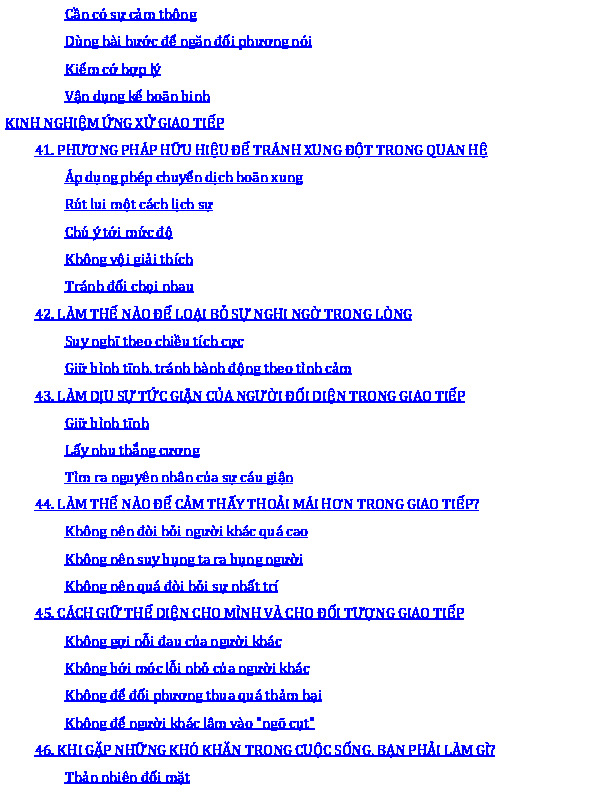 Cần có sự cảm thông
Dùng hài hước để ngăn đối phương nói
Kiếm cớ hợp lý
Vận dụng kế hoãn binh
KINH NGHIỆM ỨNG XỬ GIAO TIẾP
41. PHƯƠNG PHÁP HỮU HIỆU ĐỂ TRÁNH XUNG ĐỘT TRONG QUAN HỆ
Áp dụng phép chuyển dịch hoãn xung
Rút lui một cách lịch sự
Chú ý tới mức độ
Không vội giải thích
Tránh đối chọi nhau
42. LÀM THẾ NÀO ĐỂ LOẠI BỎ SỰ NGHI NGỜ TRONG LÒNG
Suy nghĩ theo chiều tích cực
Giữ bình tĩnh, tránh hành động theo tình cảm
43. LÀM DỊU SỰ TỨC GIẬN CỦA NGƯỜI ĐỐI DIỆN TRONG GIAO TIẾP
Giữ bình tĩnh
Lấy nhu thắng cương
Tìm ra nguyên nhân của sự cáu giận
44. LÀM THẾ NÀO ĐỂ CẢM THẤY THOẢI MÁI HƠN TRONG GIAO TIẾP?
Không nên đòi hỏi người khác quá cao
Không nên suy bụng ta ra bụng người
Không nên quá đòi hỏi sự nhất trí
45. CÁCH GIỮ THỂ DIỆN CHO MÌNH VÀ CHO ĐỐI TƯỢNG GIAO TIẾP
Không gợi nỗi đau của người khác
Không bới móc lỗi nhỏ của người khác
Không để đối phương thua quá thảm hại
Không để người khác lâm vào "ngõ cụt"
46. KHI GẶP NHỮNG KHÓ KHĂN TRONG CUỘC SỐNG, BẠN PHẢI LÀM GÌ?
Thản nhiên đối mặt